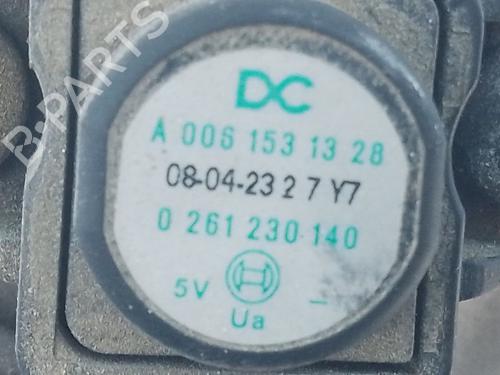 B-PARTS
DC
A 006 153 13 28
08-04-23 2 7 Y7
0 261 230 140
5V
Ua